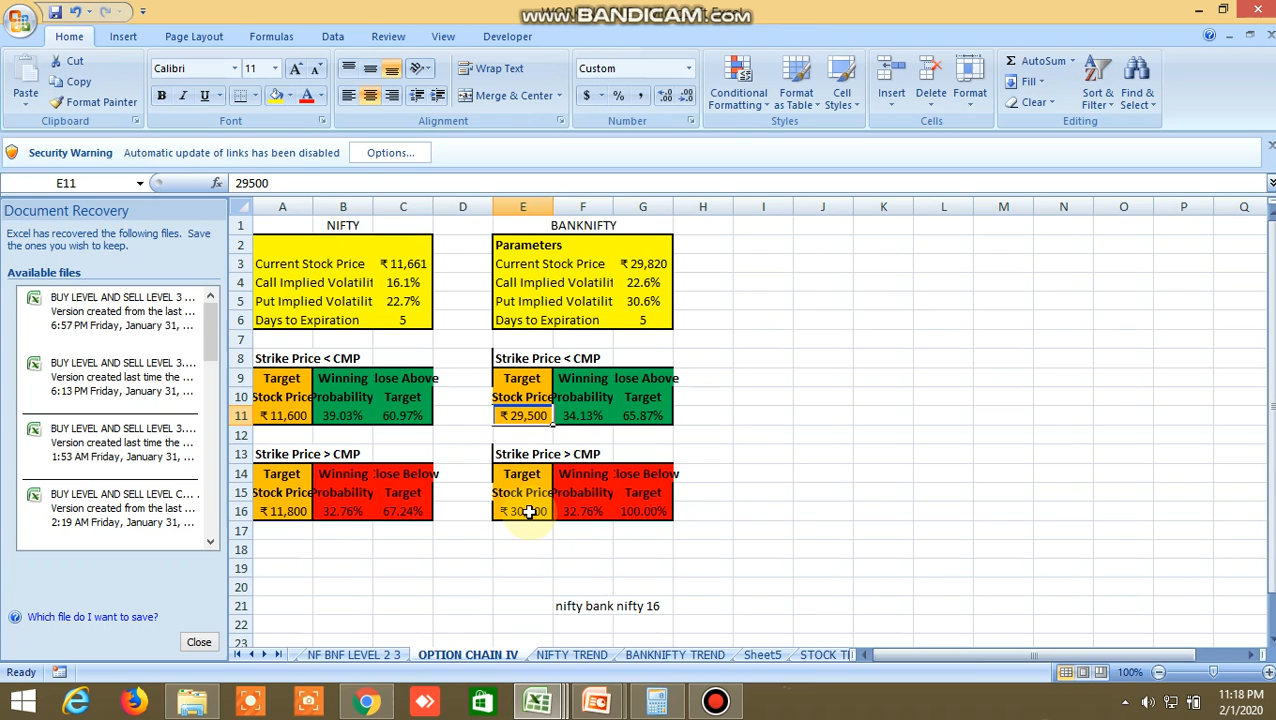 www.BANDICAM.com
Home Insert Page Layout Formulas Data Review View Developer
Paste
Cut
Copy
Format Painter
Clipboard
Calibri 11
B I U
Font
Wrap Text
Merge & Center
Alignment
Custom
$ % ,
Number
Conditional Formatting
Format as Table
Cell Styles
Styles
Insert Delete Format
Cells
AutoSum
Fill
Clear
Sort & Filter
Find & Select
Editing
Security Warning Automatic update of links has been disabled Options...
E11 fx 29500
Document Recovery
Excel has recovered the following files. Save
the ones you wish to keep.
Available files
BUY LEVEL AND SELL LEVEL 3 ...
Version created from the last ...
6:57 PM Friday, January 31, ...
BUY LEVEL AND SELL LEVEL 3....
Version created last time the ...
6:13 PM Friday, January 31, ...
BUY LEVEL AND SELL LEVEL 3....
Version created last time the ...
1:53 AM Friday, January 31, ...
BUY LEVEL AND SELL LEVEL C...
Version created last time the ...
2:19 AM Friday, January 31, ...
Which file do I want to save?
Close
A B C D E F G H I J K L M N O P Q
1 NIFTY BANKNIFTY
2 Parameters
3 Current Stock Price ₹ 11,661 Current Stock Price ₹ 29,820
4 Call Implied Volatilit 16.1% Call Implied Volatilit 22.6%
5 Put Implied Volatilit 22.7% Put Implied Volatilit 30.6%
6 Days to Expiration 5 Days to Expiration 5
7
8 Strike Price < CMP Strike Price < CMP
9 Target Winning lose Above Target Winning lose Above
10 Stock Price Probability Target Stock Price Probability Target
11 ₹ 11,600 39.03% 60.97% ₹ 29,500 34.13% 65.87%
12
13 Strike Price > CMP Strike Price > CMP
14 Target Winning lose Below Target Winning lose Below
15 Stock Price Probability Target Stock Price Probability Target
16 ₹ 11,800 32.76% 67.24% 32.76% 100.00%
17
18
19
20
21 nifty bank nifty 16
22
23
NF BNF LEVEL 2 3 OPTION CHAIN IV NIFTY TREND BANKNIFTY TREND Sheet5
Ready 100%
11:18 PM
2/1/2020